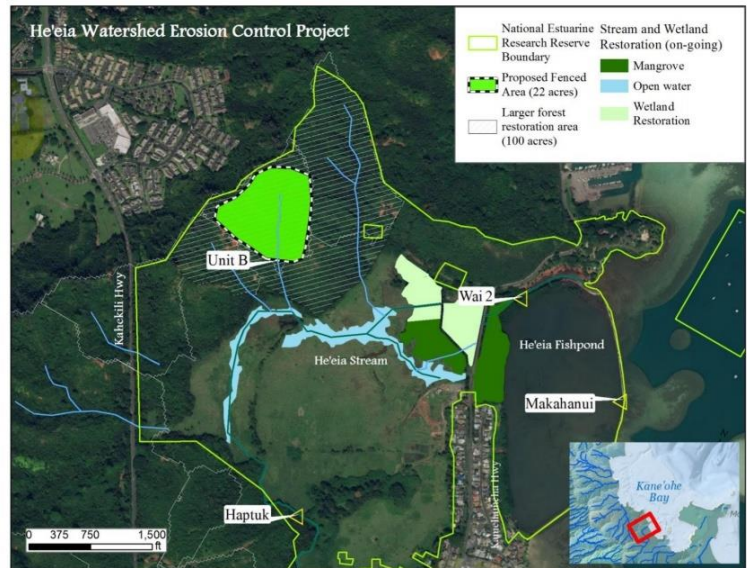 He'eia Watershed Erosion Control Project
National Estuarine
Research Reserve
Boundary
Proposed Fenced
Area (22 acres)
Larger forest
restoration area
(100 acres)
Stream and Wetland
Restoration (on-going)
Mangrove
Open water
Wetland
Restoration
Unit B
Kahekili Hwy
Wai 2
He'eia Stream
He'eia Fishpond
Makahanui
Haptuk
Hwy
0 375 750 1,500
ft
Kane'ohe
Bay